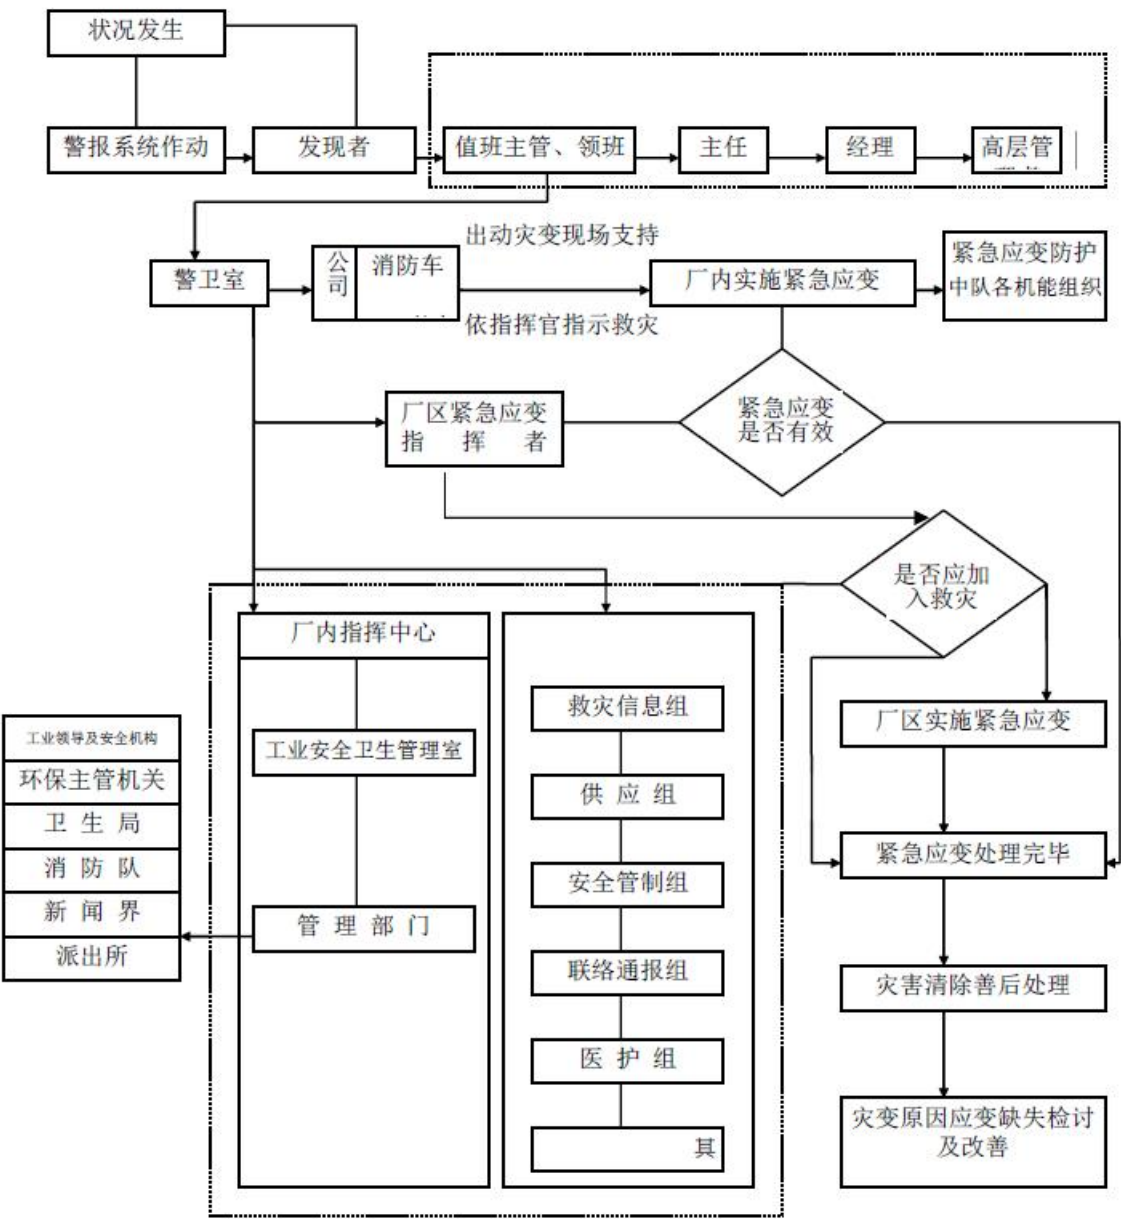 状况发生
警报系统作动
发现者
值班主管、领班
主任
经理
高层管
出动灾变现场支持
警卫室
公司
消防车
厂内实施紧急应变
紧急应变防护
中队各机能组织
依指挥官指示救灾
厂区紧急应变
指 挥 者
紧急应变
是否有效
是否应加
入救灾
厂内指挥中心
工业安全卫生管理室
管 理 部 门
救灾信息组
供 应 组
安全管制组
联络通报组
医 护 组
其
工业领导及安全机构
环保主管机关
卫 生 局
消 防 队
新 闻 界
派出所
厂区实施紧急应变
紧急应变处理完毕
灾害清除善后处理
灾变原因应变缺失检讨
及改善